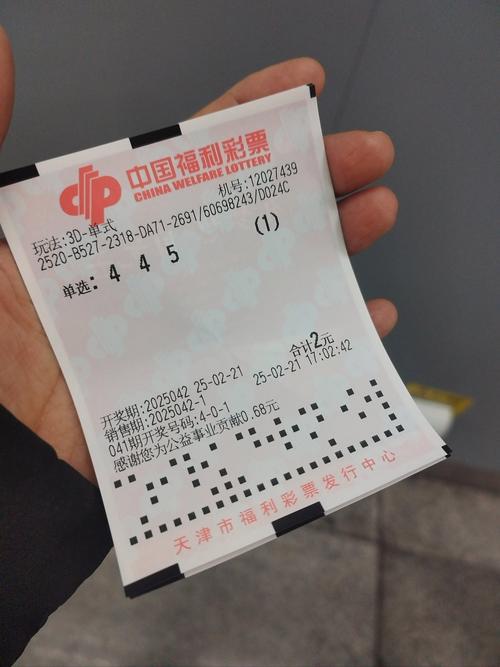 中国福利彩票
CHINA WELFARE LOTTERY
机号:12027439
玩法:3D-单式
2520-B527-2318-DA71-2691/60698243/D024C
单选: 4 4 5 (1)
合计2元
开奖期:2025042 25-02-21
25-02-21 17:02:42
销售期:2025042-1
041期开奖号码:4-0-1
感谢您为公益事业贡献0.68元
天津市福利彩票发行中心